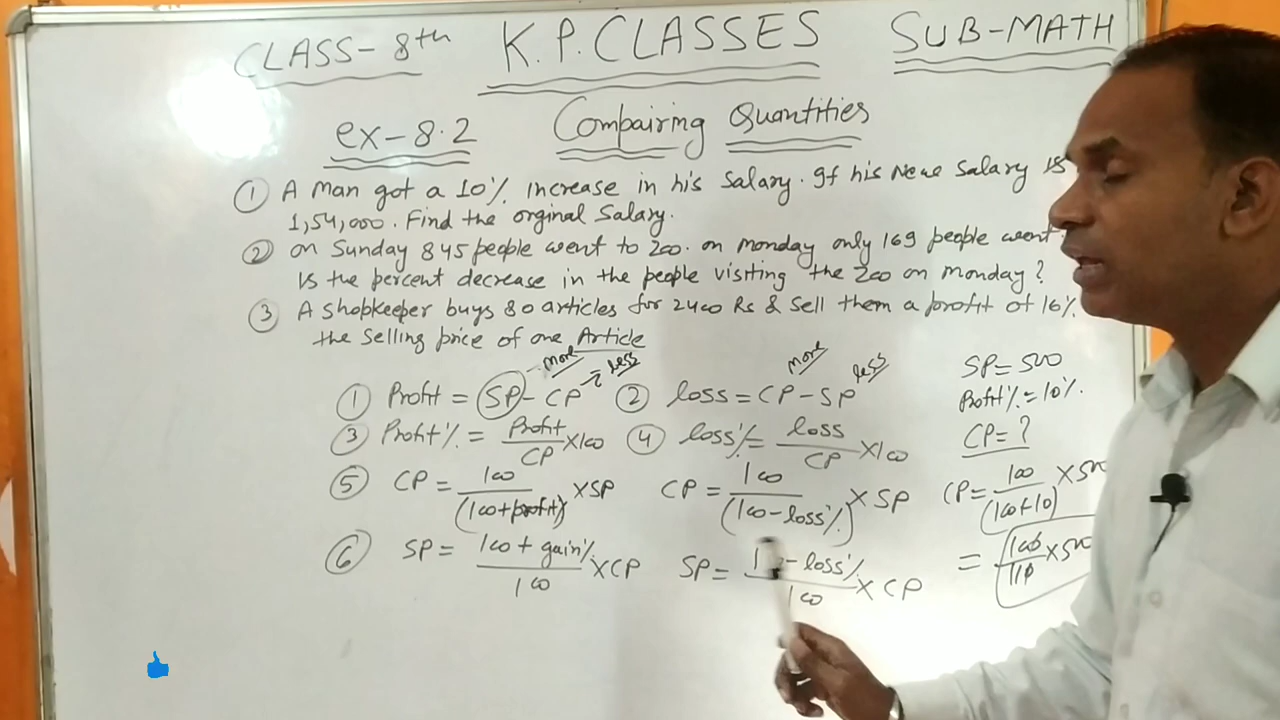 CLASS-8th K.P.CLASSES SUB-MATH
ex-8.2 Compairing Quantities
① A man got a 10% increase in his salary. If his new salary is
1,54,000. Find the orginal salary.
② on Sunday 845 people went to zoo. on monday only 169 people went
is the percent decrease in the people visiting the zoo on monday?
③ A shopkeeper buys 80 articles for 2400 Rs & sell them a profit of 16%.
the selling price of one Article
① Profit = SP - CP more less ② loss = CP - SP more less
③ Profit% = Profit/CP × 100 ④ loss% = loss/CP × 100
⑤ CP = 100/(100+profit) × SP CP = 100/(100-loss%) × SP
⑥ SP = 100+gain%/100 × CP SP = 100-loss%/100 × CP
SP = 500
Profit% = 10%.
CP = ?
CP = 100/(100+10) × 500
= 100/110 × 500